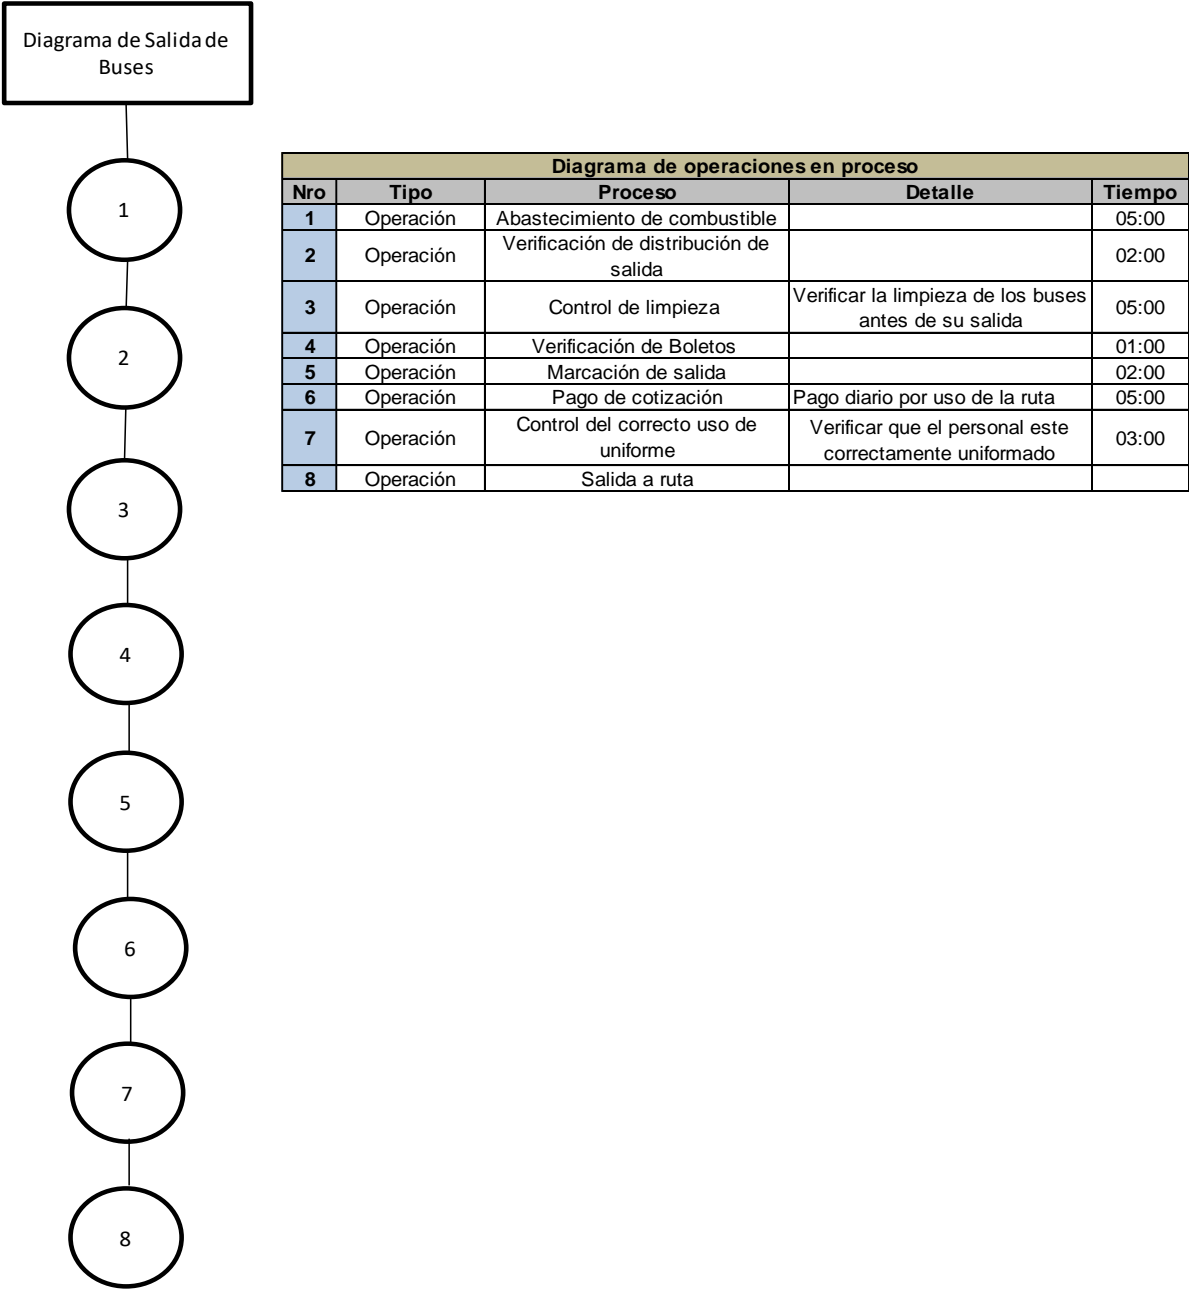 Diagrama de Salida de
Buses
1
2
3
4
5
6
7
8
Diagrama de operaciones en proceso
Nro Tipo Proceso Detalle Tiempo
1 Operación Abastecimiento de combustible 05:00
2 Operación Verificación de distribución de
salida 02:00
3 Operación Control de limpieza Verificar la limpieza de los buses
antes de su salida 05:00
4 Operación Verificación de Boletos 01:00
5 Operación Marcación de salida 02:00
6 Operación Pago de cotización Pago diario por uso de la ruta 05:00
7 Operación Control del correcto uso de
uniforme Verificar que el personal este
correctamente uniformado 03:00
8 Operación Salida a ruta